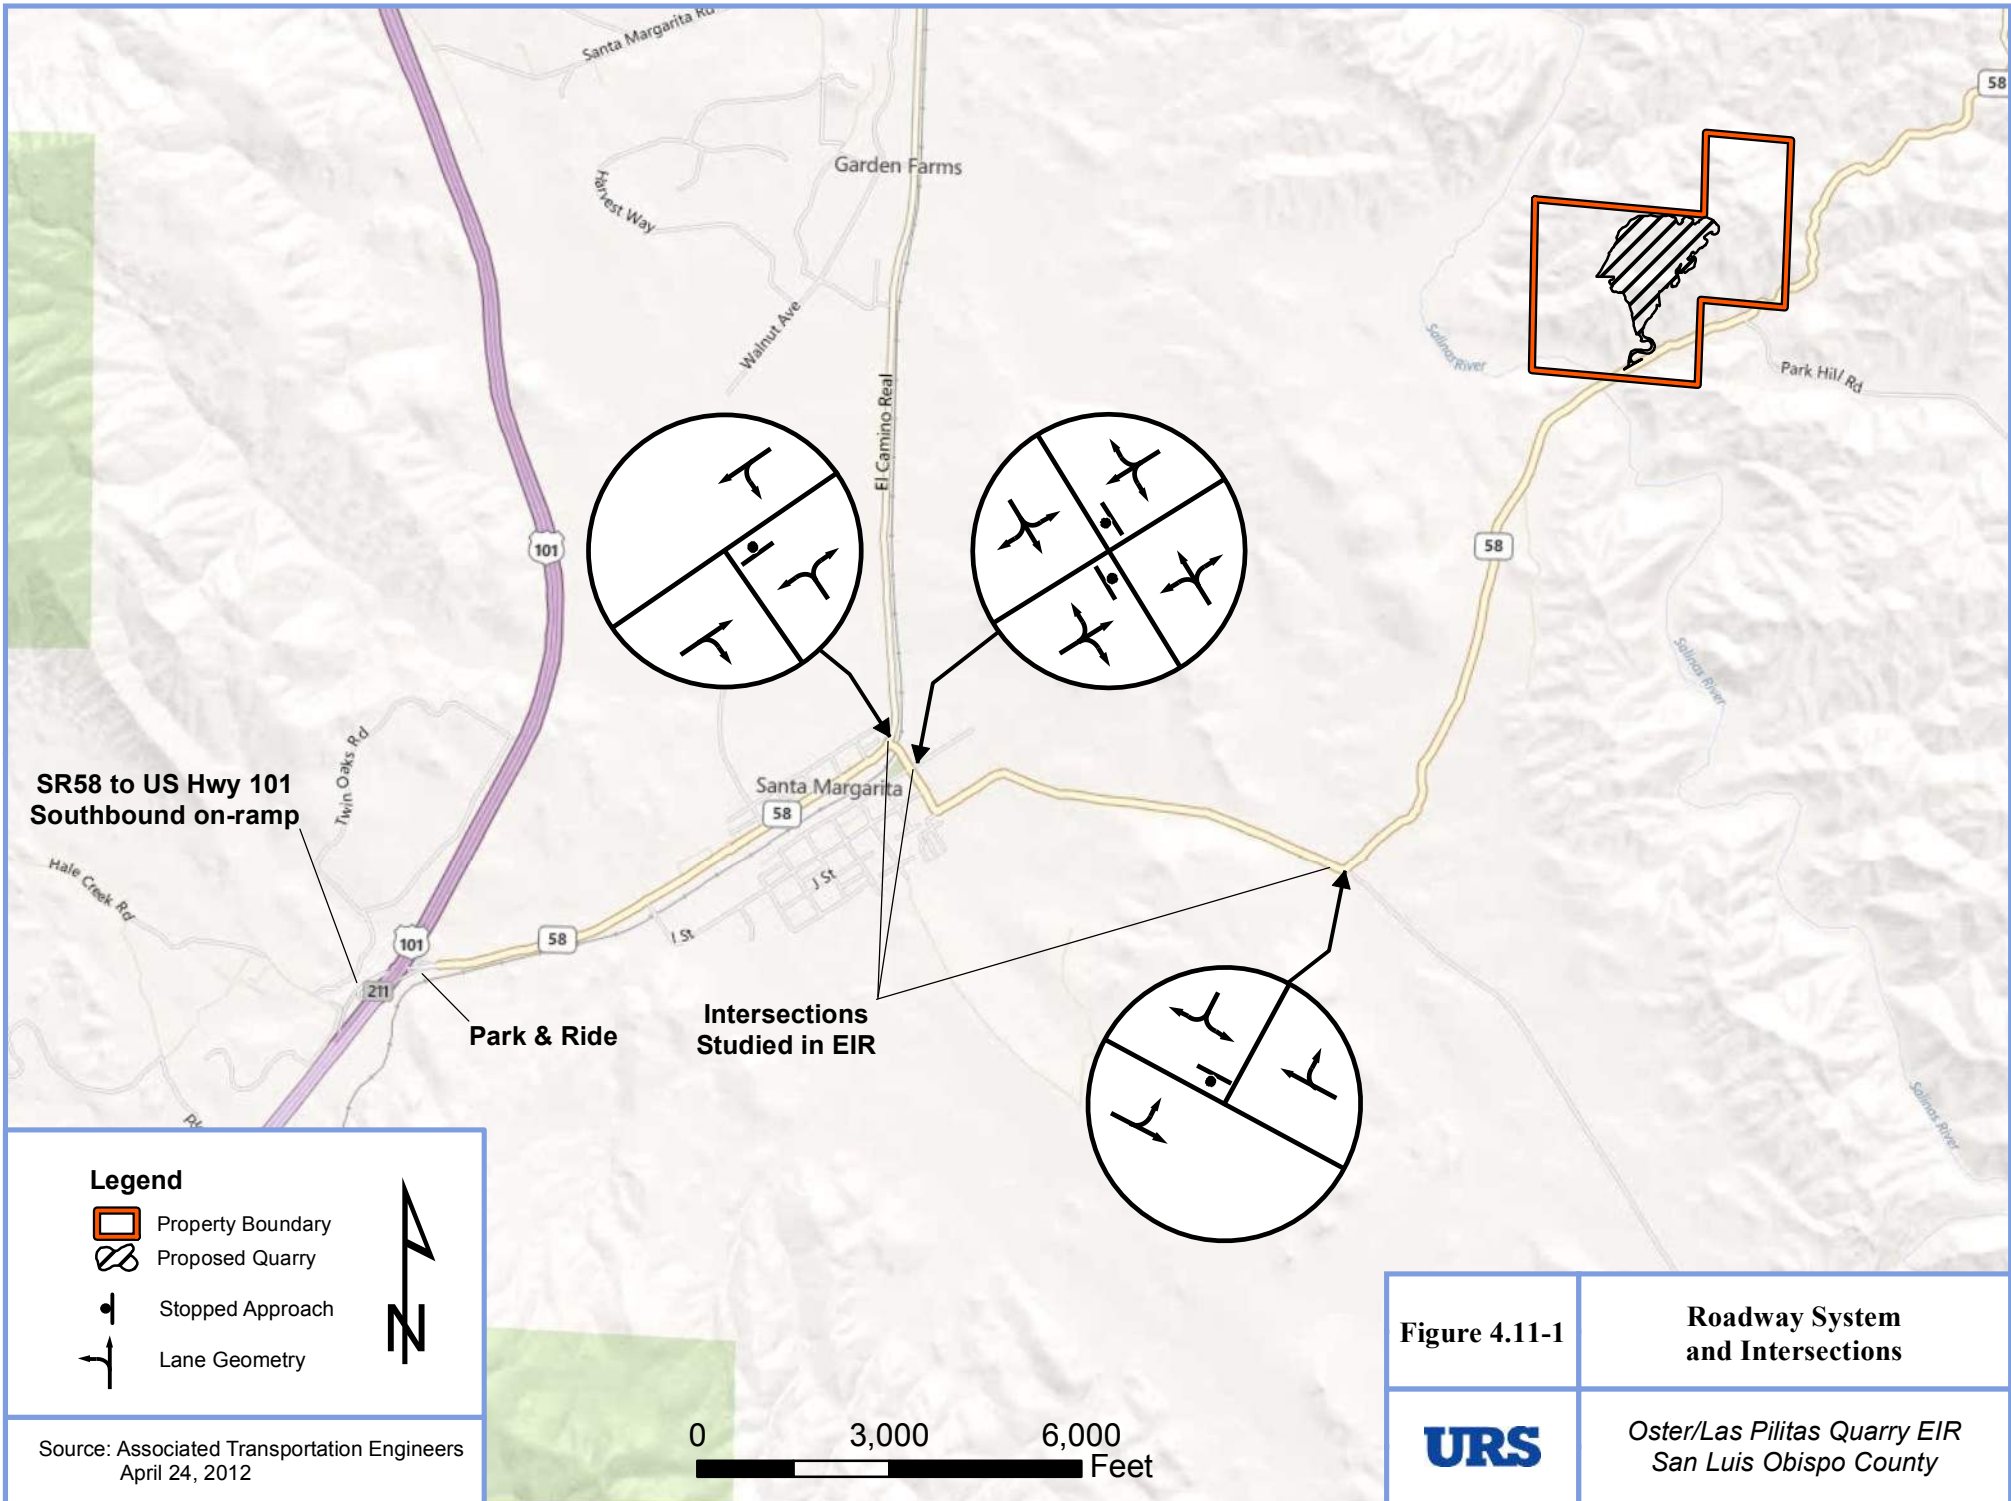 Santa Margarita Rd
58
Garden Farms
Harvest Way
Walnut Ave
El Camino Real
Salinas River
Park Hill Rd
101
58
Salinas River
Twin Oaks Rd
SR58 to US Hwy 101
Southbound on-ramp
Santa Margarita
58
J St
Hale Creek Rd
I St
58
101
211
Park & Ride
Intersections
Studied in EIR
Salinas River
Legend
Property Boundary
Proposed Quarry
Stopped Approach
Lane Geometry
N
Source: Associated Transportation Engineers
April 24, 2012
0 3,000 6,000
Feet
Figure 4.11-1
Roadway System
and Intersections
URS
Oster/Las Pilitas Quarry EIR
San Luis Obispo County